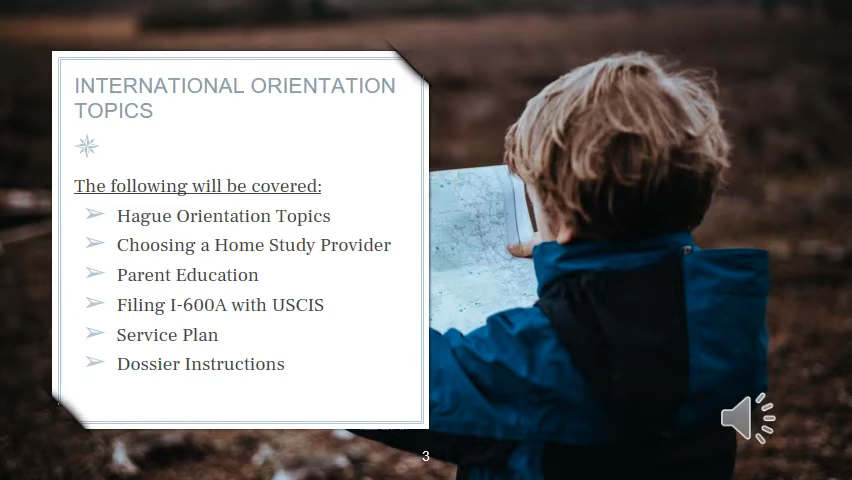 INTERNATIONAL ORIENTATION
TOPICS
The following will be covered:
Hague Orientation Topics
Choosing a Home Study Provider
Parent Education
Filing I-600A with USCIS
Service Plan
Dossier Instructions
3